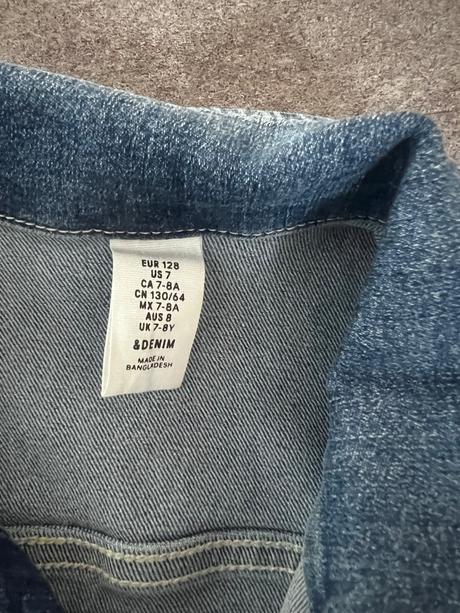 EUR 128
US 7
CA 7-8A
CN 130/64
MX 7-8A
AUS 8
UK 7-8Y
&DENIM
MADE IN
BANGLADESH